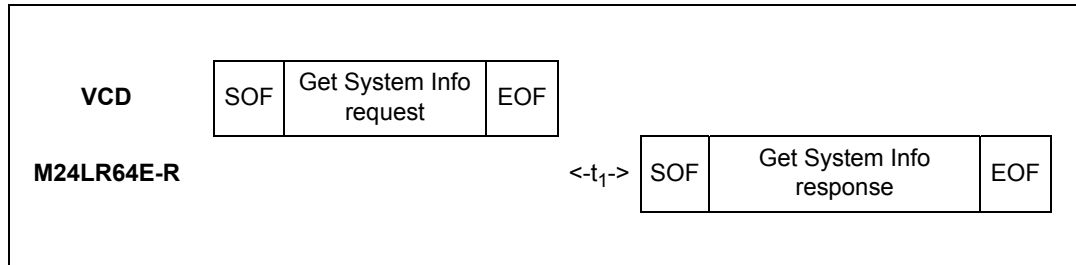 VCD
SOF
Get System Info
request
EOF
M24LR64E-R
<-t1->
SOF
Get System Info
response
EOF